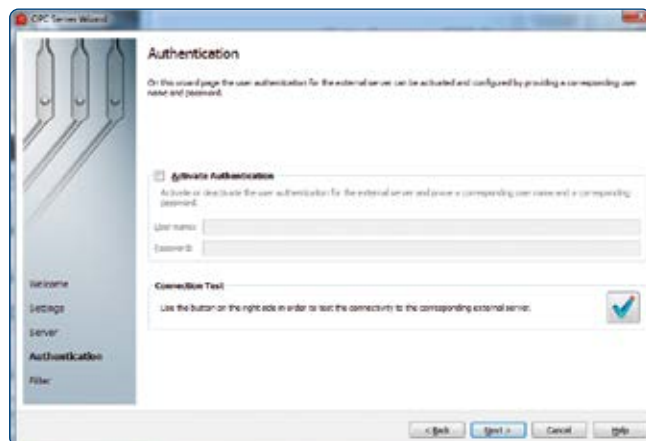 OPC Server Wizard
Authentication
On this wizard page the user authentication for the external server can be activated and configured by providing a corresponding user
name and password.
Activate Authentication
Activate or deactivate the user authentication for the external server and prove a corresponding user name and a corresponding
password.
User name:
Password:
Connection Test
Use the button on the right side in order to test the connectivity to the corresponding external server.
Welcome
Settings
Server
Authentication
Filter
< Back
Next >
Cancel
Help